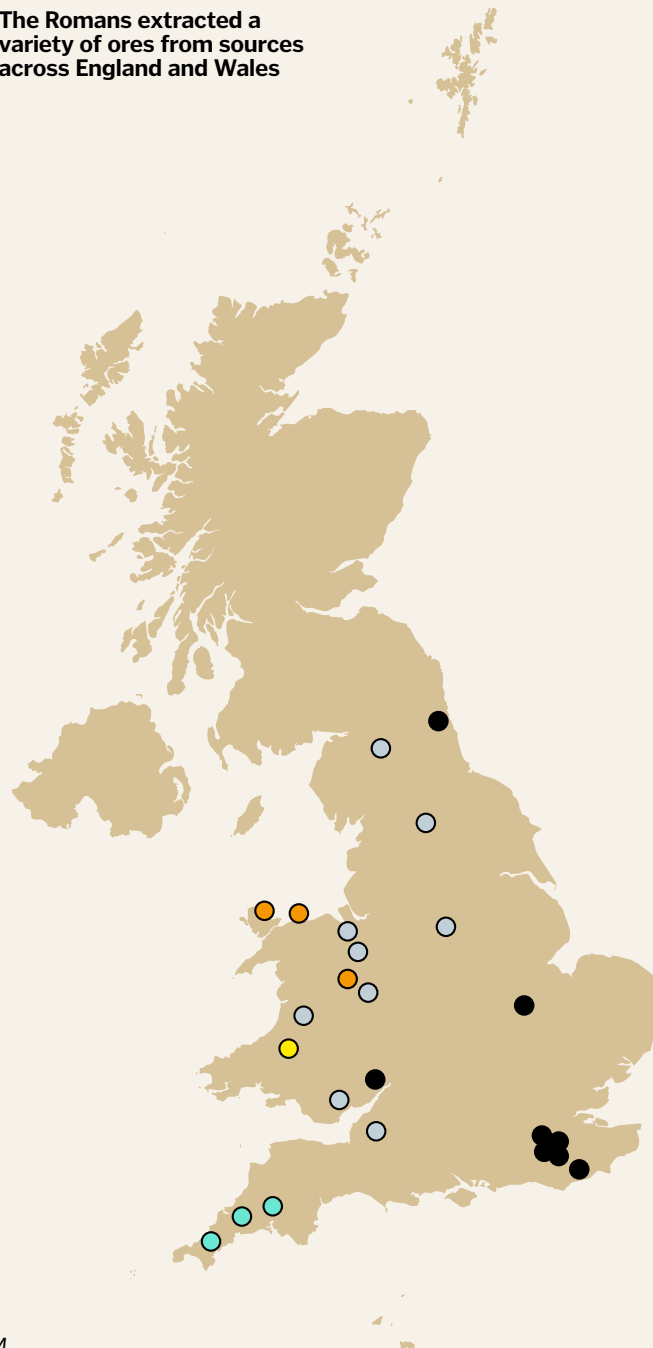 The Romans extracted a
variety of ores from sources
across England and Wales